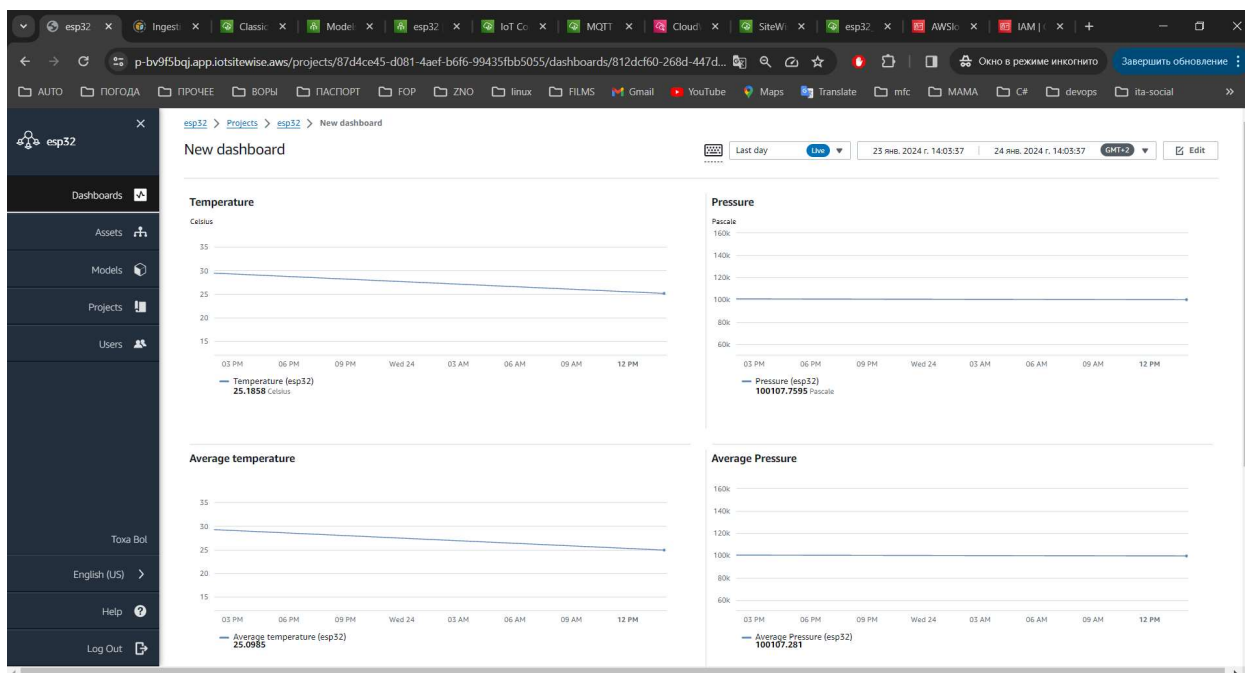 esp32
Ingest
Classic
Model
esp32
IoT Co
MQTT
Cloud
SiteWi
esp32_
AWSIo
IAM | (
p-bv9f5bqj.app.iotsitewise.aws/projects/87d4ce45-d081-4aef-b6f6-99435fbb5055/dashboards/812dcf60-268d-447d...
Окно в режиме инкогнито
Завершить обновление
AUTO ПОГОДА ПРОЧЕЕ ВОРЫ ПАСПОРТ FOP ZNO linux FILMS Gmail YouTube Maps Translate mfc МАМА C# devops ita-social »
esp32
Dashboards
Assets
Models
Projects
Users
Toxa Bol
English (US)
Help
Log Out
esp32 > Projects > esp32 > New dashboard
New dashboard
Last day Live
23 янв. 2024 г. 14:03:37 24 янв. 2024 г. 14:03:37 GMT+2
Edit
Temperature
Celsius
35
30
25
20
15
03 PM 06 PM 09 PM Wed 24 03 AM 06 AM 09 AM 12 PM
Temperature (esp32)
25.1858 Celsius
Pressure
Pascale
160k
140k
120k
100k
80k
60k
03 PM 06 PM 09 PM Wed 24 03 AM 06 AM 09 AM 12 PM
Pressure (esp32)
100107.7595 Pascale
Average temperature
35
30
25
20
15
03 PM 06 PM 09 PM Wed 24 03 AM 06 AM 09 AM 12 PM
Average temperature (esp32)
25.0985
Average Pressure
160k
140k
120k
100k
80k
60k
03 PM 06 PM 09 PM Wed 24 03 AM 06 AM 09 AM 12 PM
Average Pressure (esp32)
100107.281